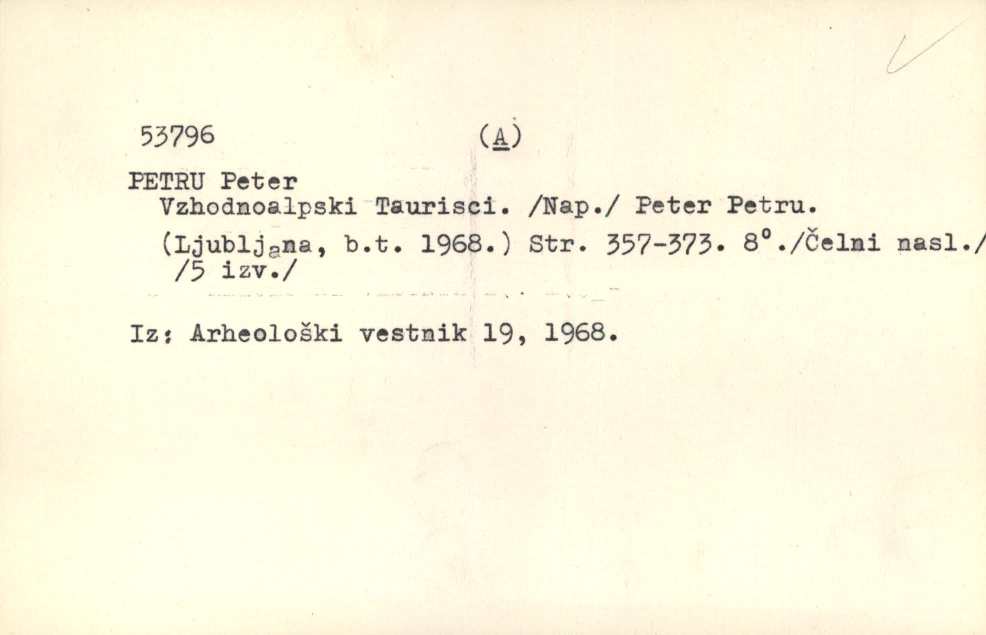 53796 (A)
PETRU Peter
Vzhodnoalpski Taurisci. /Nap./ Peter Petru.
(Ljubljana, b.t. 1968.) Str. 357-373. 8°./Čelni nasl./
/5 izv./
Iz: Arheološki vestnik 19, 1968.